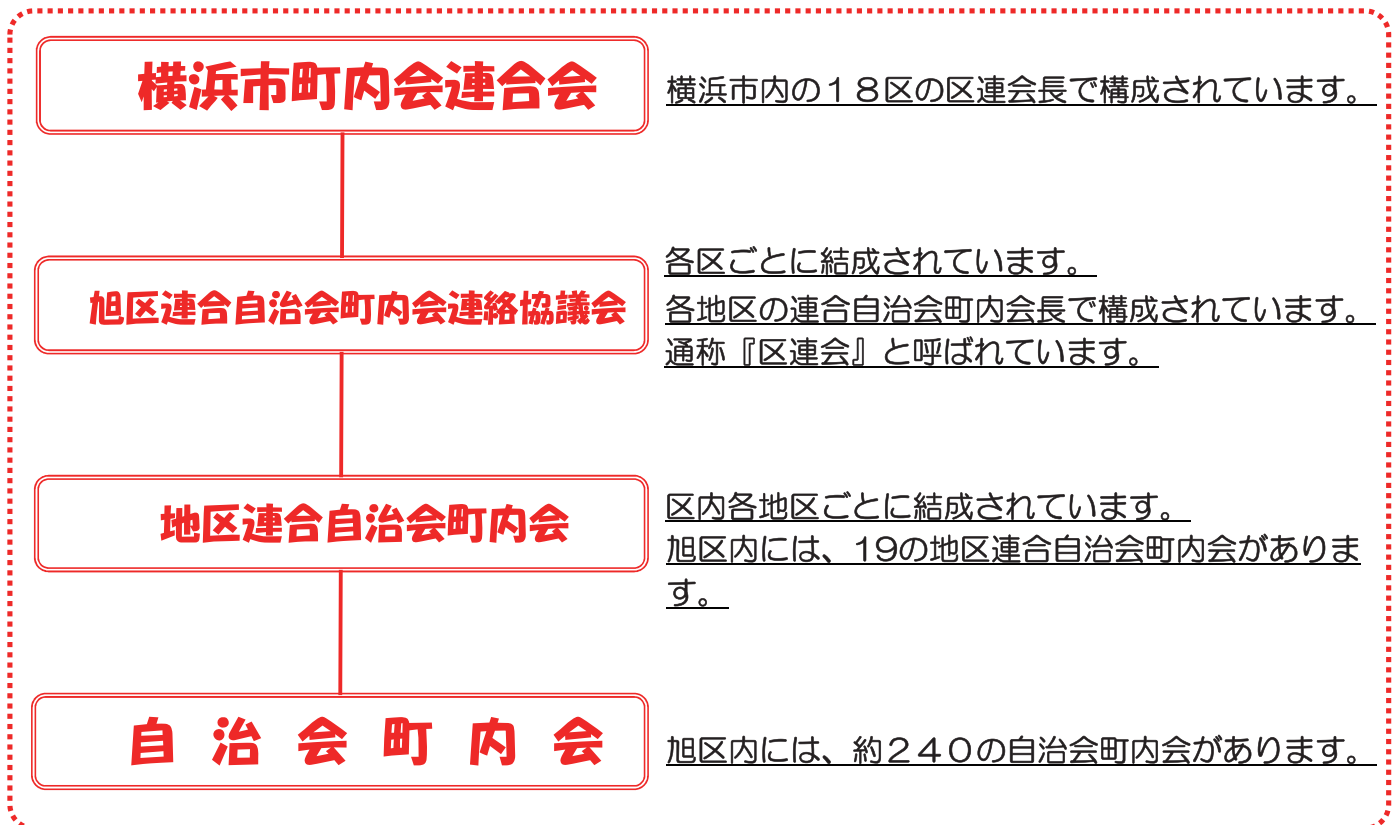 横浜市町内会連合会
横浜市内の１８区の区連会長で構成されています。
旭区連合自治会町内会連絡協議会
各区ごとに結成されています。
各地区の連合自治会町内会長で構成されています。
通称『区連会』と呼ばれています。
地区連合自治会町内会
区内各地区ごとに結成されています。
旭区内には、19の地区連合自治会町内会がありま
す。
自治会町内会
旭区内には、約２４０の自治会町内会があります。